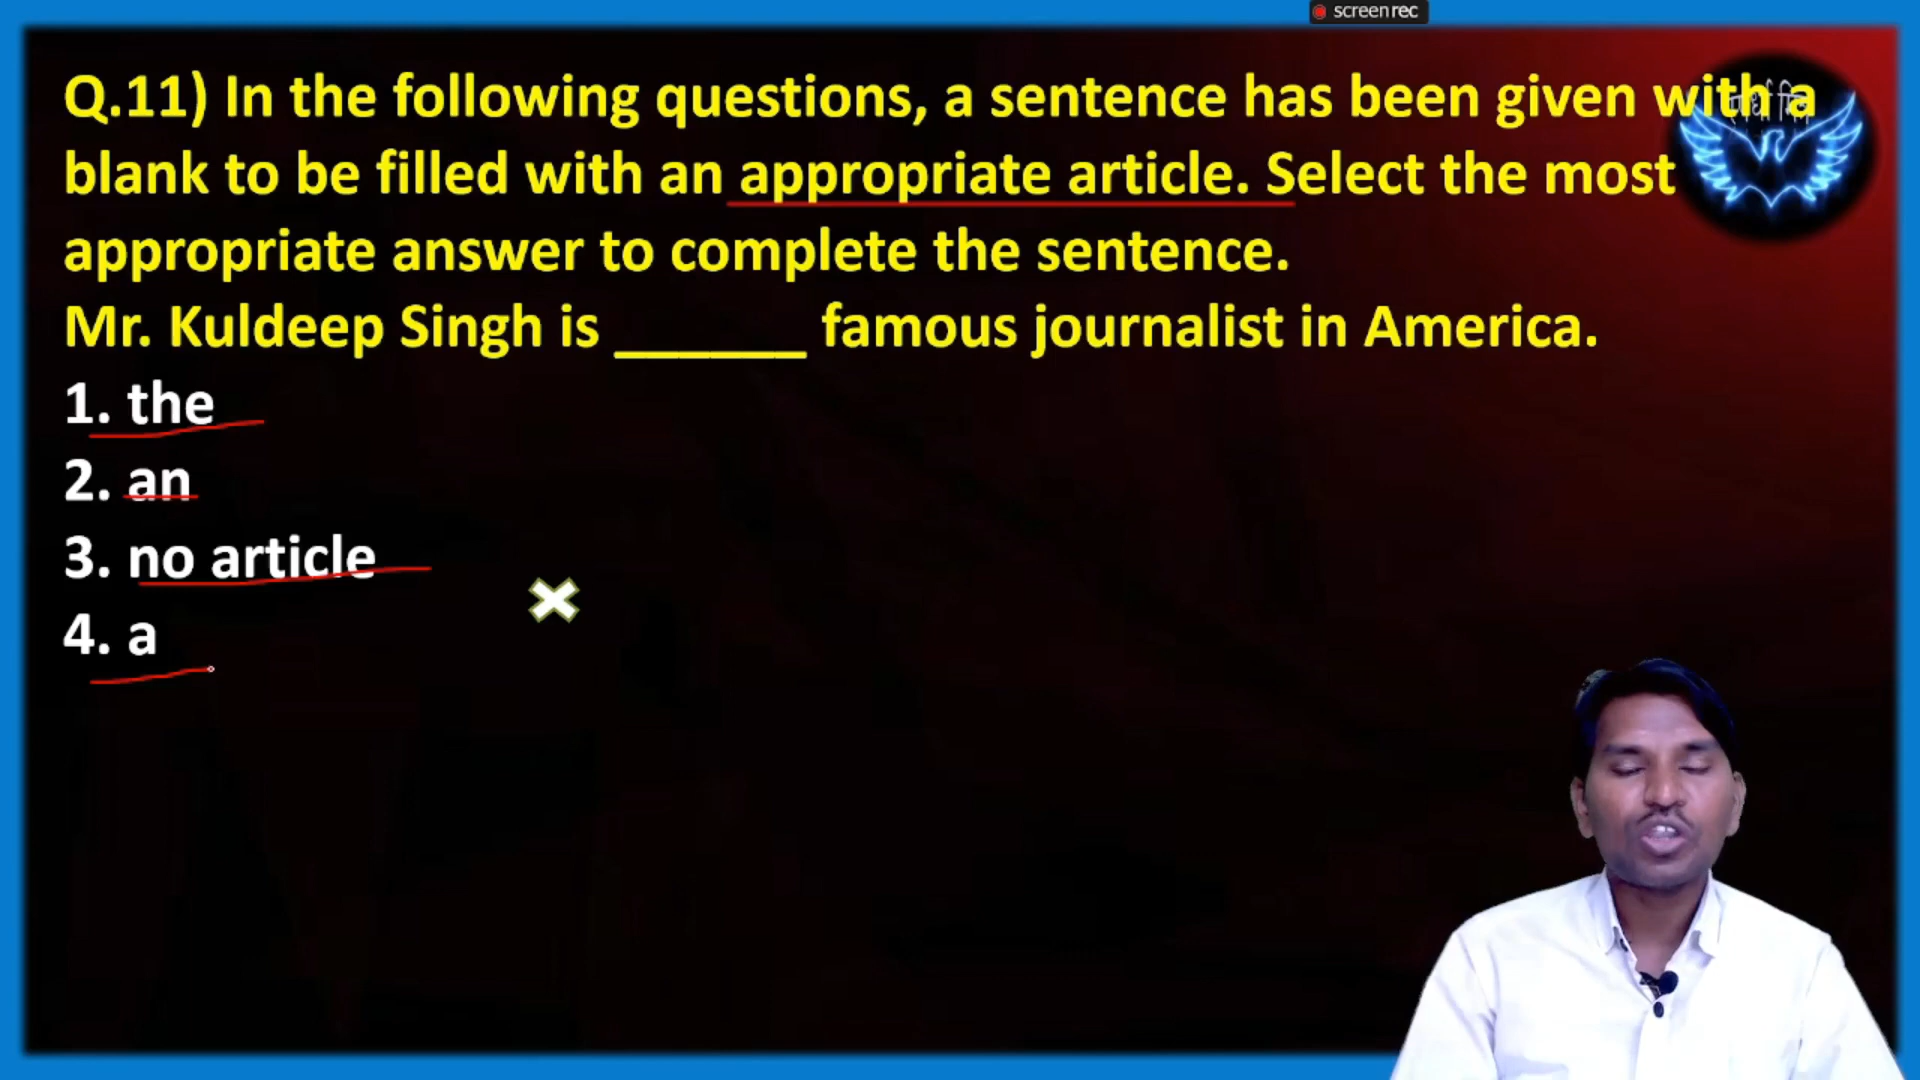 screenrec
Q.11) In the following questions, a sentence has been given with a
blank to be filled with an appropriate article. Select the most
appropriate answer to complete the sentence.
Mr. Kuldeep Singh is ______ famous journalist in America.
1. the
2. an
3. no article
4. a